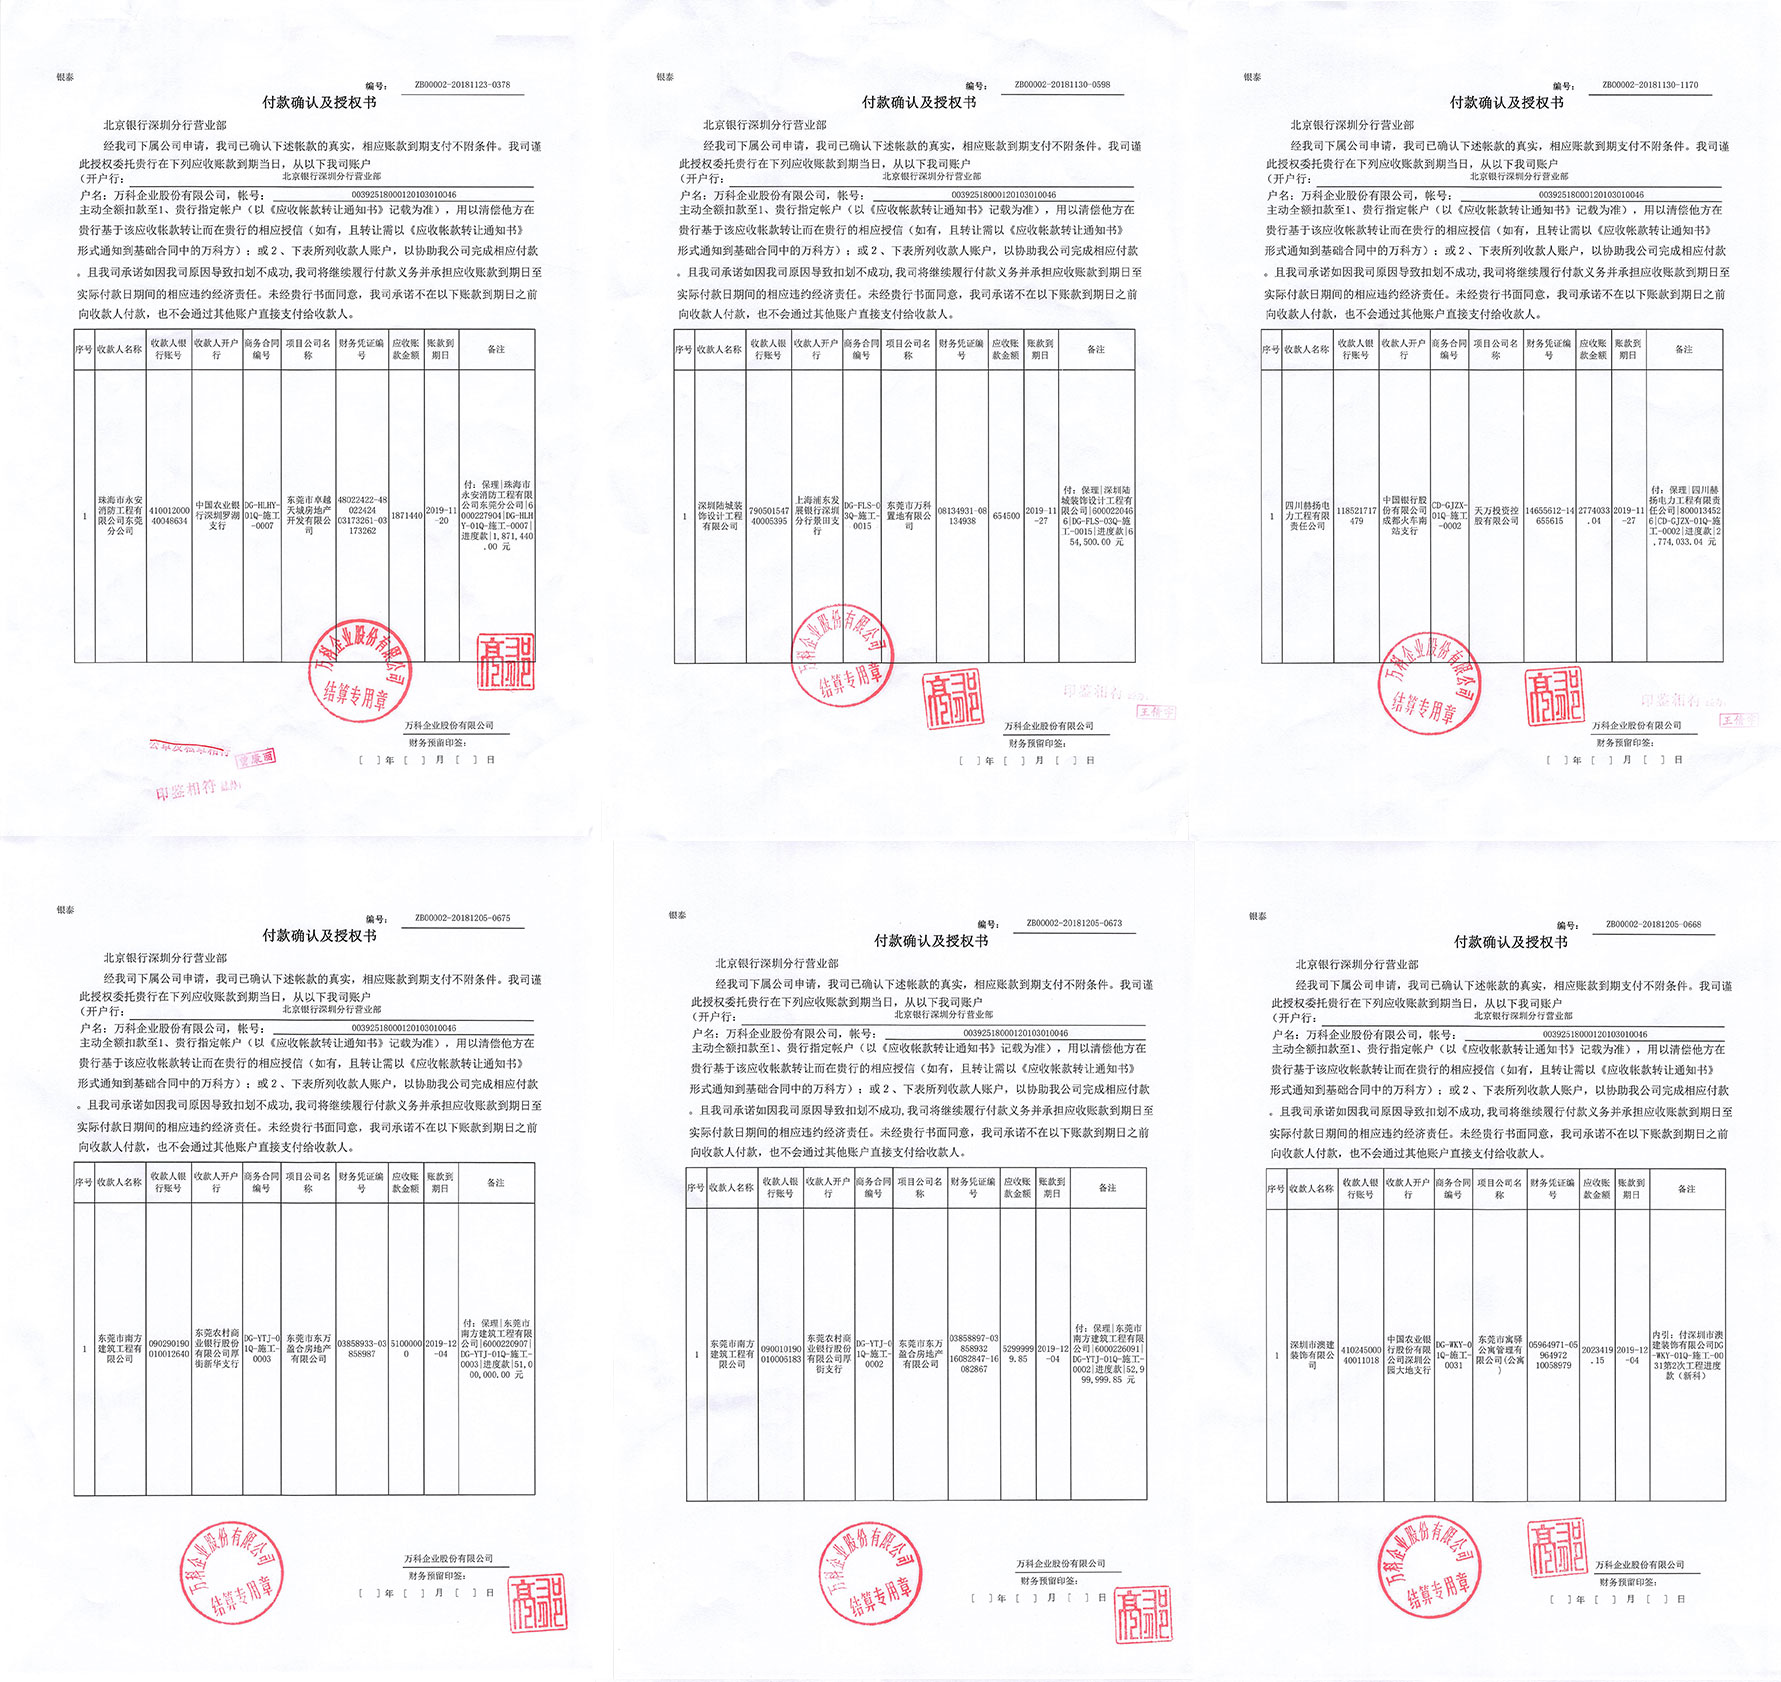 银泰
编号： ZB00002-20181123-0378
付款确认及授权书
北京银行深圳分行营业部
经我司下属公司申请，我司已确认下述帐款的真实，相应账款到期支付不附条件。我司谨
此授权委托贵行在下列应收账款到期当日，从以下我司账户
（开户行： 北京银行深圳分行营业部
户名：万科企业股份有限公司，帐号： 00392518000120103010046
主动全额扣款至1、贵行指定帐户（以《应收帐款转让通知书》记载为准），用以清偿他方在
贵行基于该应收帐款转让而在贵行的相应授信（如有，且转让需以《应收帐款转让通知书》
形式通知到基础合同中的万科方）；或2、下表所列收款人账户，以协助我公司完成相应付款
。且我司承诺如因我司原因导致扣划不成功,我司将继续履行付款义务并承担应收账款到期日至
实际付款日期间的相应违约经济责任。未经贵行书面同意，我司承诺不在以下账款到期日之前
向收款人付款，也不会通过其他账户直接支付给收款人。
序号 收款人名称 收款人银行账号 收款人开户行 商务合同编号 项目公司名称 财务凭证编号 应收账款金额 账款到期日 备注
1 珠海市永安消防工程有限公司东莞分公司 41001200040048634 中国农业银行深圳罗湖支行 DG-HLHY-01Q-施工-0007 东莞市卓越天城房地产开发有限公司 48022422-48022424 03173261-03173262 1871440 2019-11-20 付：保理|珠海市永安消防工程有限公司东莞分公司|6000227904|DG-HLHY-01Q-施工-0007|进度款|1,871,440.00 元
万科企业股份有限公司
结算专用章
万科企业股份有限公司
财务预留印签：
[ ]年 [ ] 月 [ ] 日
印鉴相符
银泰
编号： ZB00002-20181130-0598
付款确认及授权书
北京银行深圳分行营业部
经我司下属公司申请，我司已确认下述帐款的真实，相应账款到期支付不附条件。我司谨
此授权委托贵行在下列应收账款到期当日，从以下我司账户
（开户行： 北京银行深圳分行营业部
户名：万科企业股份有限公司，帐号： 00392518000120103010046
主动全额扣款至1、贵行指定帐户（以《应收帐款转让通知书》记载为准），用以清偿他方在
贵行基于该应收帐款转让而在贵行的相应授信（如有，且转让需以《应收帐款转让通知书》
形式通知到基础合同中的万科方）；或2、下表所列收款人账户，以协助我公司完成相应付款
。且我司承诺如因我司原因导致扣划不成功,我司将继续履行付款义务并承担应收账款到期日至
实际付款日期间的相应违约经济责任。未经贵行书面同意，我司承诺不在以下账款到期日之前
向收款人付款，也不会通过其他账户直接支付给收款人。
序号 收款人名称 收款人银行账号 收款人开户行 商务合同编号 项目公司名称 财务凭证编号 应收账款金额 账款到期日 备注
1 深圳陆城装饰设计工程有限公司 79050154740005395 上海浦东发展银行深圳分行景田支行 DG-FLS-03Q-施工-0015 东莞市万科置地有限公司 08134931-08134938 654500 2019-11-27 付：保理|深圳陆城装饰设计工程有限公司|6000220466|DG-FLS-03Q-施工-0015|进度款|654,500.00 元
万科企业股份有限公司
结算专用章
印鉴相符
万科企业股份有限公司
财务预留印签：
[ ]年 [ ] 月 [ ] 日
银泰
编号： ZB00002-20181130-1170
付款确认及授权书
北京银行深圳分行营业部
经我司下属公司申请，我司已确认下述帐款的真实，相应账款到期支付不附条件。我司谨
此授权委托贵行在下列应收账款到期当日，从以下我司账户
（开户行： 北京银行深圳分行营业部
户名：万科企业股份有限公司，帐号： 00392518000120103010046
主动全额扣款至1、贵行指定帐户（以《应收帐款转让通知书》记载为准），用以清偿他方在
贵行基于该应收帐款转让而在贵行的相应授信（如有，且转让需以《应收帐款转让通知书》
形式通知到基础合同中的万科方）；或2、下表所列收款人账户，以协助我公司完成相应付款
。且我司承诺如因我司原因导致扣划不成功,我司将继续履行付款义务并承担应收账款到期日至
实际付款日期间的相应违约经济责任。未经贵行书面同意，我司承诺不在以下账款到期日之前
向收款人付款，也不会通过其他账户直接支付给收款人。
序号 收款人名称 收款人银行账号 收款人开户行 商务合同编号 项目公司名称 财务凭证编号 应收账款金额 账款到期日 备注
1 四川赫扬电力工程有限责任公司 118521717479 中国银行股份有限公司成都火车南站支行 CD-GJZX-01Q-施工-0002 天万投资控股有限公司 14655612-14655615 2774033.04 2019-11-27 付：保理|四川赫扬电力工程有限责任公司|8000134526|CD-GJZX-01Q-施工-0002|进度款|2,774,033.04 元
万科企业股份有限公司
结算专用章
印鉴相符
万科企业股份有限公司
财务预留印签：
[ ]年 [ ] 月 [ ] 日
银泰
编号： ZB00002-20181205-0675
付款确认及授权书
北京银行深圳分行营业部
经我司下属公司申请，我司已确认下述帐款的真实，相应账款到期支付不附条件。我司谨
此授权委托贵行在下列应收账款到期当日，从以下我司账户
（开户行： 北京银行深圳分行营业部
户名：万科企业股份有限公司，帐号： 00392518000120103010046
主动全额扣款至1、贵行指定帐户（以《应收帐款转让通知书》记载为准），用以清偿他方在
贵行基于该应收帐款转让而在贵行的相应授信（如有，且转让需以《应收帐款转让通知书》
形式通知到基础合同中的万科方）；或2、下表所列收款人账户，以协助我公司完成相应付款
。且我司承诺如因我司原因导致扣划不成功,我司将继续履行付款义务并承担应收账款到期日至
实际付款日期间的相应违约经济责任。未经贵行书面同意，我司承诺不在以下账款到期日之前
向收款人付款，也不会通过其他账户直接支付给收款人。
序号 收款人名称 收款人银行账号 收款人开户行 商务合同编号 项目公司名称 财务凭证编号 应收账款金额 账款到期日 备注
1 东莞市南方建筑工程有限公司 090290190010012640 东莞农村商业银行股份有限公司厚街新华支行 DG-YTJ-01Q-施工-0003 东莞市东万盈合房地产有限公司 03858933-03858987 51000000 2019-12-04 付：保理|东莞市南方建筑工程有限公司|6000220907|DG-YTJ-01Q-施工-0003|进度款|51,000,000.00 元
万科企业股份有限公司
结算专用章
万科企业股份有限公司
财务预留印签：
[ ]年 [ ] 月 [ ] 日
银泰
编号： ZB00002-20181205-0673
付款确认及授权书
北京银行深圳分行营业部
经我司下属公司申请，我司已确认下述帐款的真实，相应账款到期支付不附条件。我司谨
此授权委托贵行在下列应收账款到期当日，从以下我司账户
（开户行： 北京银行深圳分行营业部
户名：万科企业股份有限公司，帐号： 00392518000120103010046
主动全额扣款至1、贵行指定帐户（以《应收帐款转让通知书》记载为准），用以清偿他方在
贵行基于该应收帐款转让而在贵行的相应授信（如有，且转让需以《应收帐款转让通知书》
形式通知到基础合同中的万科方）；或2、下表所列收款人账户，以协助我公司完成相应付款
。且我司承诺如因我司原因导致扣划不成功,我司将继续履行付款义务并承担应收账款到期日至
实际付款日期间的相应违约经济责任。未经贵行书面同意，我司承诺不在以下账款到期日之前
向收款人付款，也不会通过其他账户直接支付给收款人。
序号 收款人名称 收款人银行账号 收款人开户行 商务合同编号 项目公司名称 财务凭证编号 应收账款金额 账款到期日 备注
1 东莞市南方建筑工程有限公司 090010190010006183 东莞农村商业银行股份有限公司厚街支行 DG-YTJ-01Q-施工-0002 东莞市东万盈合房地产有限公司 03858897-03858932 16082847-16082867 52999999.85 2019-12-04 付：保理|东莞市南方建筑工程有限公司|6000226091|DG-YTJ-01Q-施工-0002|进度款|52,999,999.85 元
万科企业股份有限公司
结算专用章
万科企业股份有限公司
财务预留印签：
[ ]年 [ ] 月 [ ] 日
银泰
编号： ZB00002-20181205-0668
付款确认及授权书
北京银行深圳分行营业部
经我司下属公司申请，我司已确认下述帐款的真实，相应账款到期支付不附条件。我司谨
此授权委托贵行在下列应收账款到期当日，从以下我司账户
（开户行： 北京银行深圳分行营业部
户名：万科企业股份有限公司，帐号： 00392518000120103010046
主动全额扣款至1、贵行指定帐户（以《应收帐款转让通知书》记载为准），用以清偿他方在
贵行基于该应收帐款转让而在贵行的相应授信（如有，且转让需以《应收帐款转让通知书》
形式通知到基础合同中的万科方）；或2、下表所列收款人账户，以协助我公司完成相应付款
。且我司承诺如因我司原因导致扣划不成功,我司将继续履行付款义务并承担应收账款到期日至
实际付款日期间的相应违约经济责任。未经贵行书面同意，我司承诺不在以下账款到期日之前
向收款人付款，也不会通过其他账户直接支付给收款人。
序号 收款人名称 收款人银行账号 收款人开户行 商务合同编号 项目公司名称 财务凭证编号 应收账款金额 账款到期日 备注
1 深圳市澳建装饰有限公司 41024500040011018 中国农业银行股份有限公司深圳公园大地支行 DG-WKY-01Q-施工-0031 东莞市寓驿公寓管理有限公司(公寓) 05964971-05964972 10058979 2023419.15 2019-12-04 内引：付深圳市澳建装饰有限公司DG-WKY-01Q-施工-0031第2次工程进度款（新科）
万科企业股份有限公司
结算专用章
万科企业股份有限公司
财务预留印签：
[ ]年 [ ] 月 [ ] 日